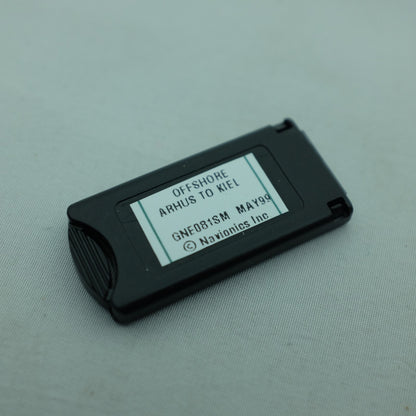 OFFSHORE
ARHUS TO KIEL
GNE081SM MAY99
© Navionics Inc